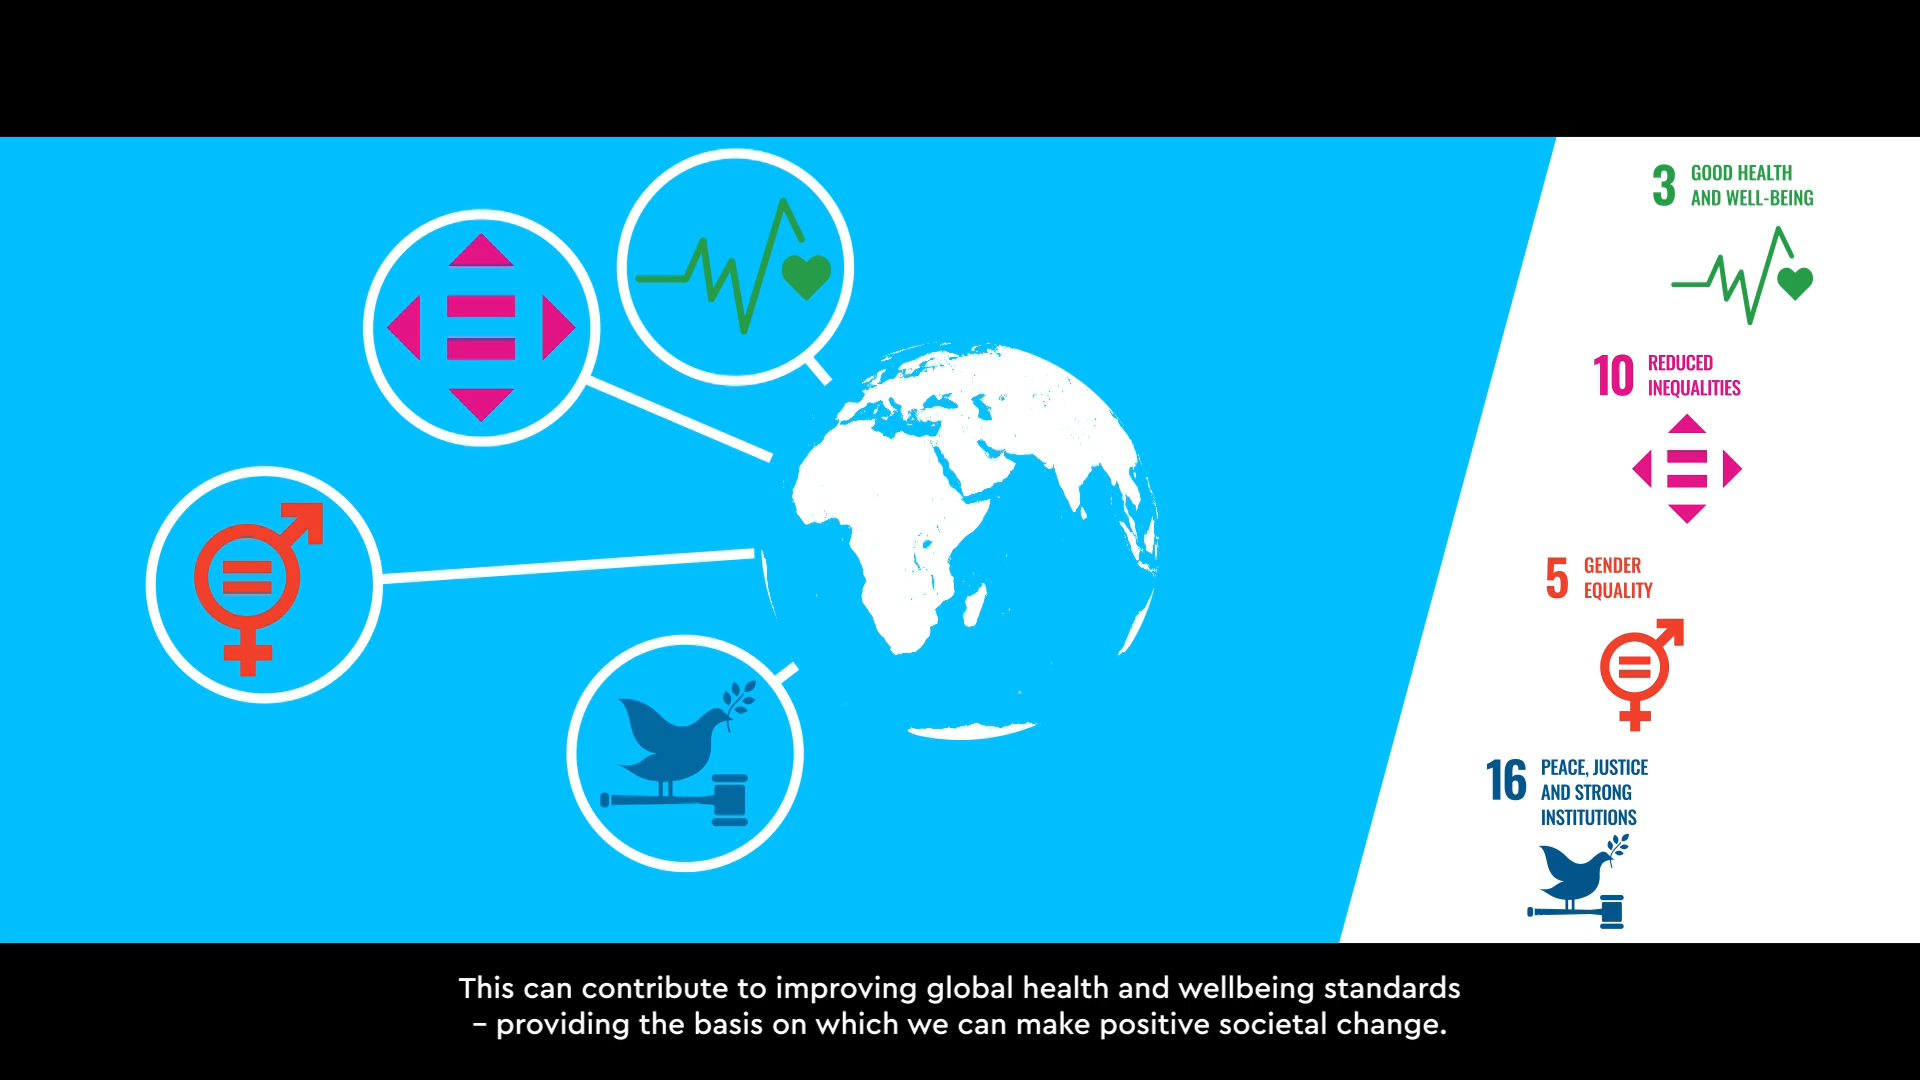 3
GOOD HEALTH
AND WELL-BEING
10
REDUCED
INEQUALITIES
5
GENDER
EQUALITY
16
PEACE, JUSTICE
AND STRONG
INSTITUTIONS
This can contribute to improving global health and wellbeing standards
– providing the basis on which we can make positive societal change.